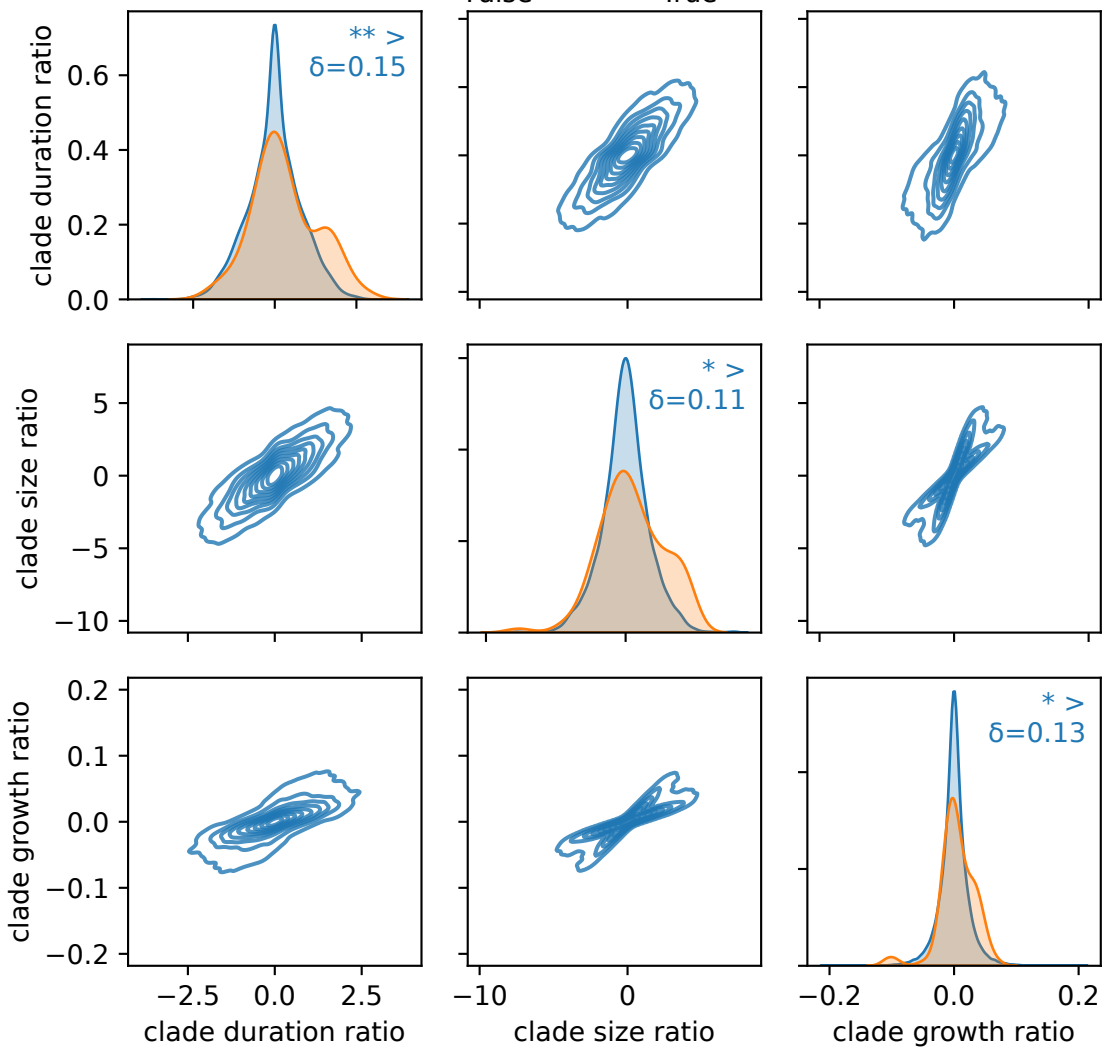 True
clade duration ratio
0.6
0.4
0.2
0.0
** >
δ=0.15
clade size ratio
5
0
−5
−10
* >
δ=0.11
clade growth ratio
0.2
0.1
0.0
−0.1
−0.2
* >
δ=0.13
−2.5
0.0
2.5
−10
0
−0.2
0.0
0.2
clade duration ratio
clade size ratio
clade growth ratio